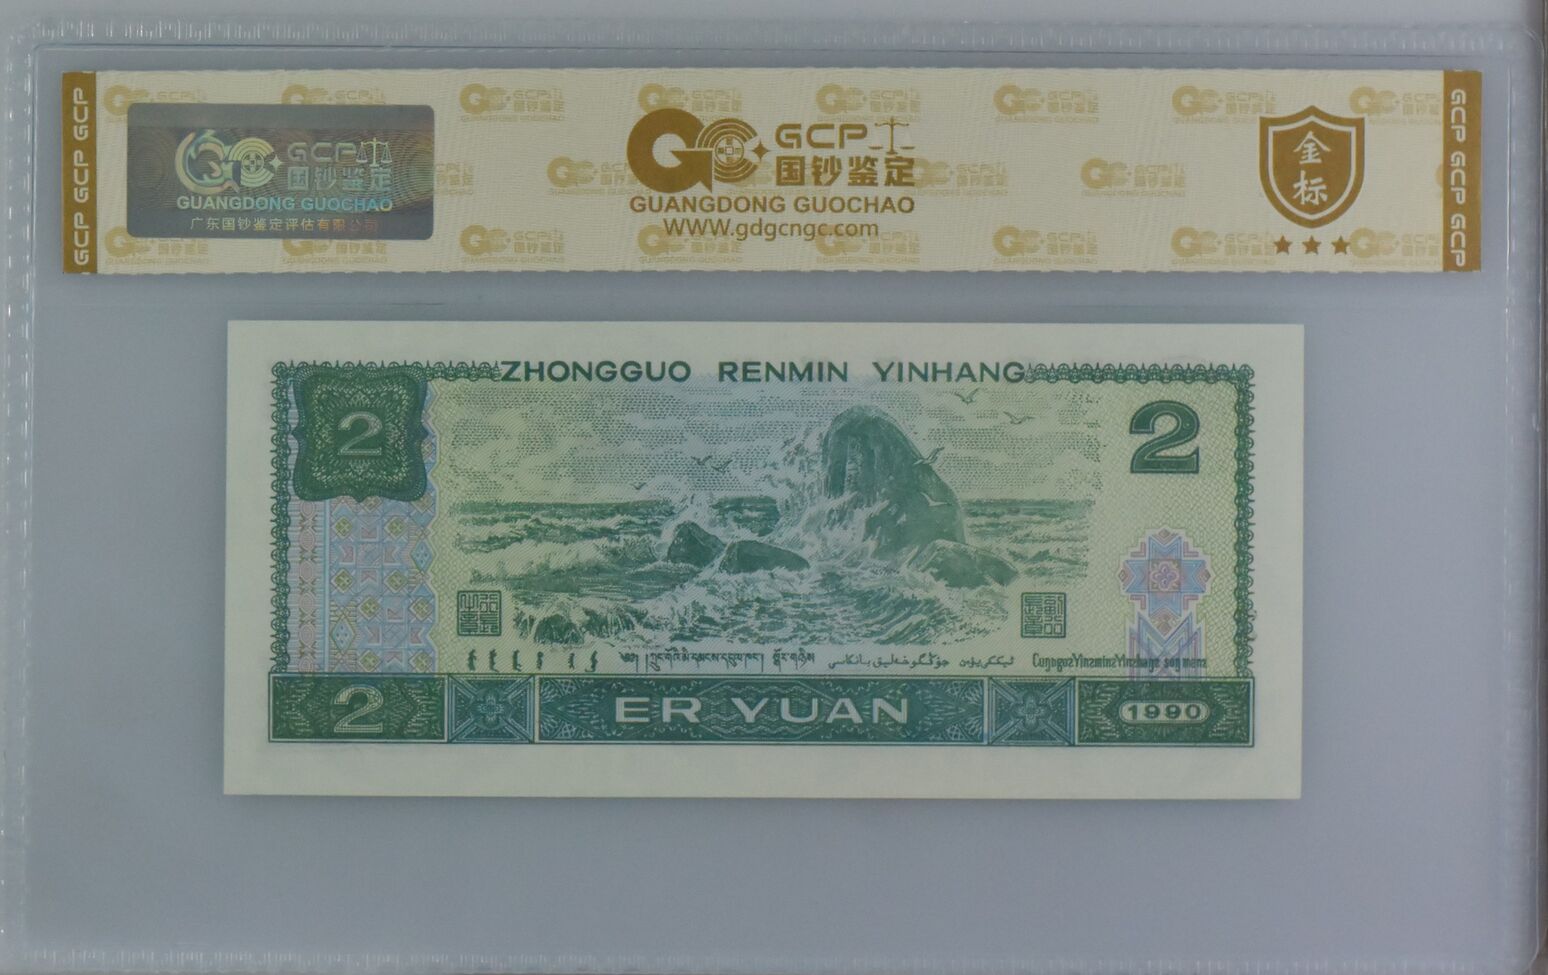 GCP GCP GCP
GCP 国钞鉴定
GUANGDONG GUOCHAO
广东国钞鉴定评估有限公司
GCP
国钞鉴定
GUANGDONG GUOCHAO
WWW.gdgcngc.com
金
标
GCP GCP GCP
ZHONGGUO RENMIN YINHANG
2
2
2
ER YUAN
1990